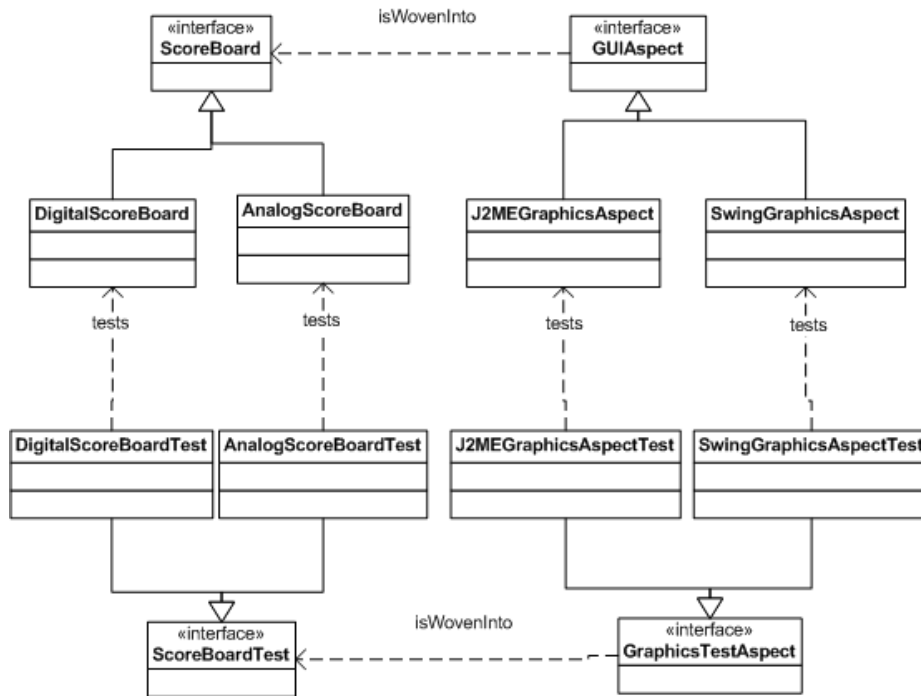 isWovenInto
«interface»
ScoreBoard
«interface»
GUIAspect
DigitalScoreBoard
AnalogScoreBoard
J2MEGraphicsAspect
SwingGraphicsAspect
tests
tests
tests
tests
DigitalScoreBoardTest
AnalogScoreBoardTest
J2MEGraphicsAspectTest
SwingGraphicsAspectTest
isWovenInto
«interface»
ScoreBoardTest
«interface»
GraphicsTestAspect